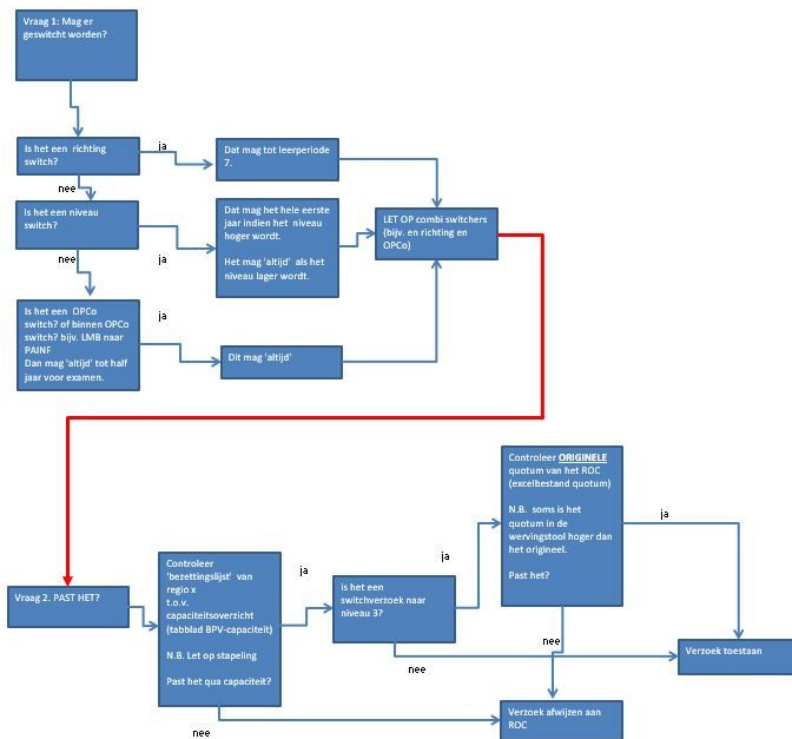 Vraag 1: Mag er
geswitcht worden?
Is het een richting
switch?
ja
Dat mag tot leerperiode
7.
nee
Is het een niveau
switch?
ja
Dat mag het hele eerste
jaar indien het niveau
hoger wordt.
Het mag 'altijd' als het
niveau lager wordt.
LET OP combi switchers
(bijv. en richting en
OPCo)
nee
Is het een OPCo
switch? of binnen OPCo
switch? bijv. LMB naar
PAINF
Dan mag 'altijd' tot half
jaar voor examen.
ja
Dit mag 'altijd'
Vraag 2. PAST HET?
Controleer
'bezettingslijst' van
regio x
t.o.v.
capaciteitsoverzicht
(tabblad BPV-capaciteit)
N.B. Let op stapeling
Past het qua capaciteit?
ja
nee
is het een
switchverzoek naar
niveau 3?
ja
nee
Controleer ORIGINELE
quotum van het ROC
(excelbestand quotum)
N.B. soms is het
quotum in de
wervingstool hoger dan
het origineel.
Past het?
ja
nee
Verzoek toestaan
Verzoek afwijzen aan
ROC